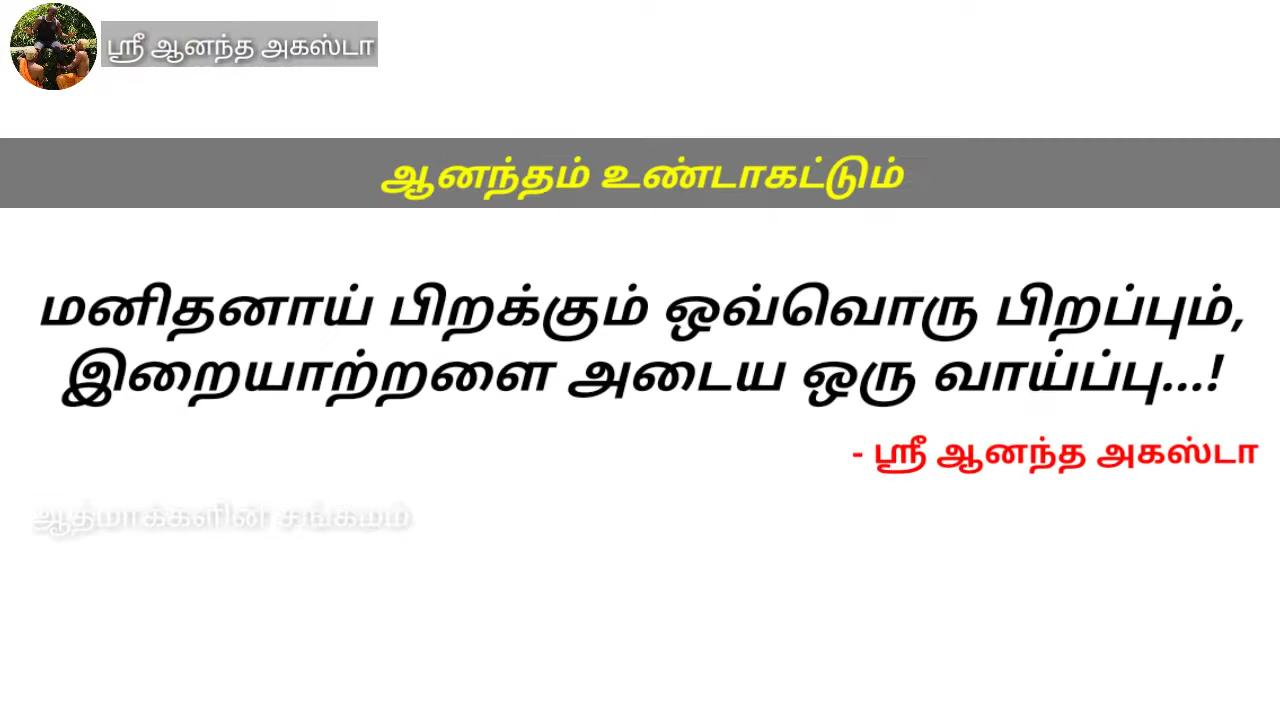 ஸ்ரீ ஆனந்த அகஸ்டா
ஆனந்தம் உண்டாகட்டும்
மனிதனாய் பிறக்கும் ஒவ்வொரு பிறப்பும்,
இறையாற்றளை அடைய ஒரு வாய்ப்பு...!
- ஸ்ரீ ஆனந்த அகஸ்டா
ஆத்மாக்களின் சங்கமம்